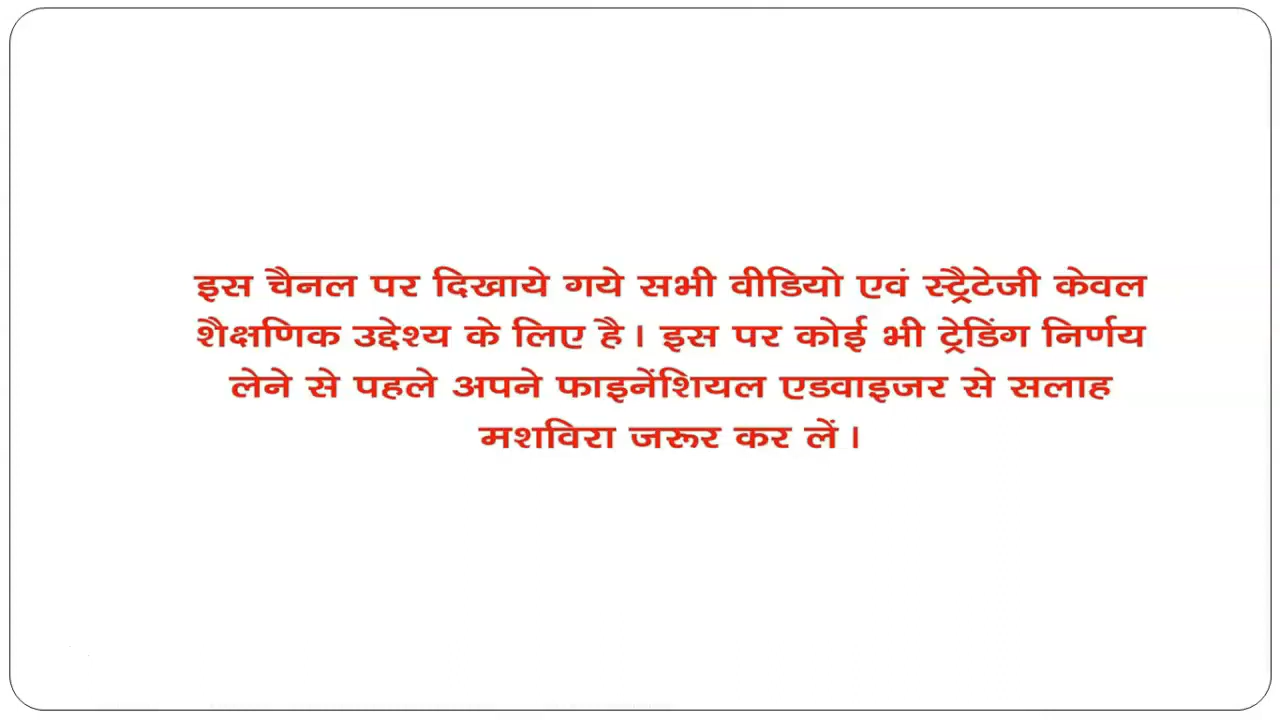 इस चैनल पर दिखाये गये सभी वीडियो एवं स्ट्रैटेजी केवल
शैक्षणिक उद्देश्य के लिए है। इस पर कोई भी ट्रेडिंग निर्णय
लेने से पहले अपने फाइनेंशियल एडवाइजर से सलाह
मशविरा जरूर कर लें।